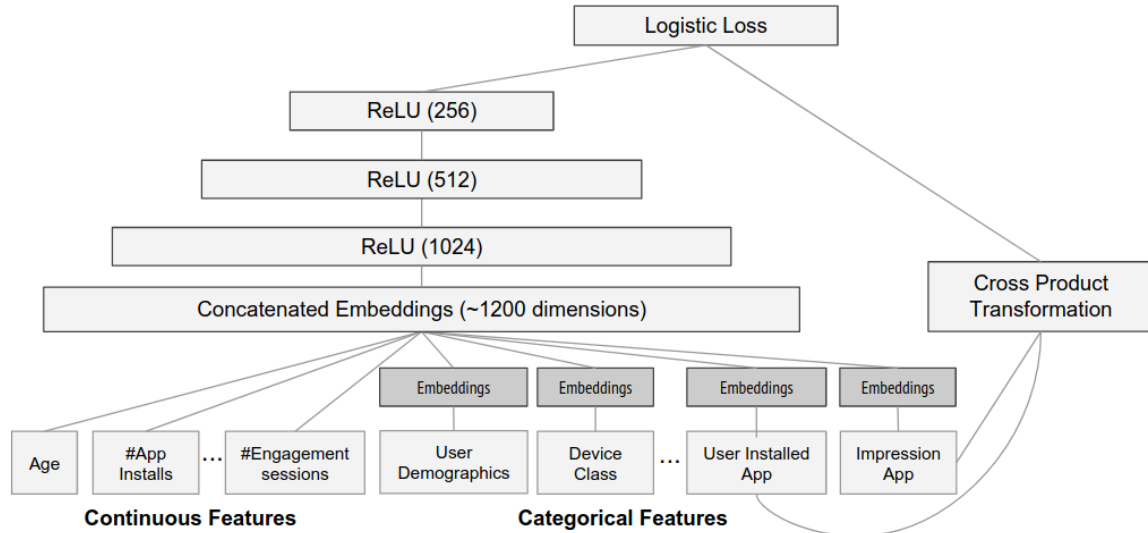 Logistic Loss
ReLU (256)
ReLU (512)
ReLU (1024)
Concatenated Embeddings (~1200 dimensions)
Cross Product
Transformation
Embeddings
Embeddings
Embeddings
Embeddings
Age
#App
Installs
...
#Engagement
sessions
User
Demographics
Device
Class
...
User Installed
App
Impression
App
Continuous Features
Categorical Features